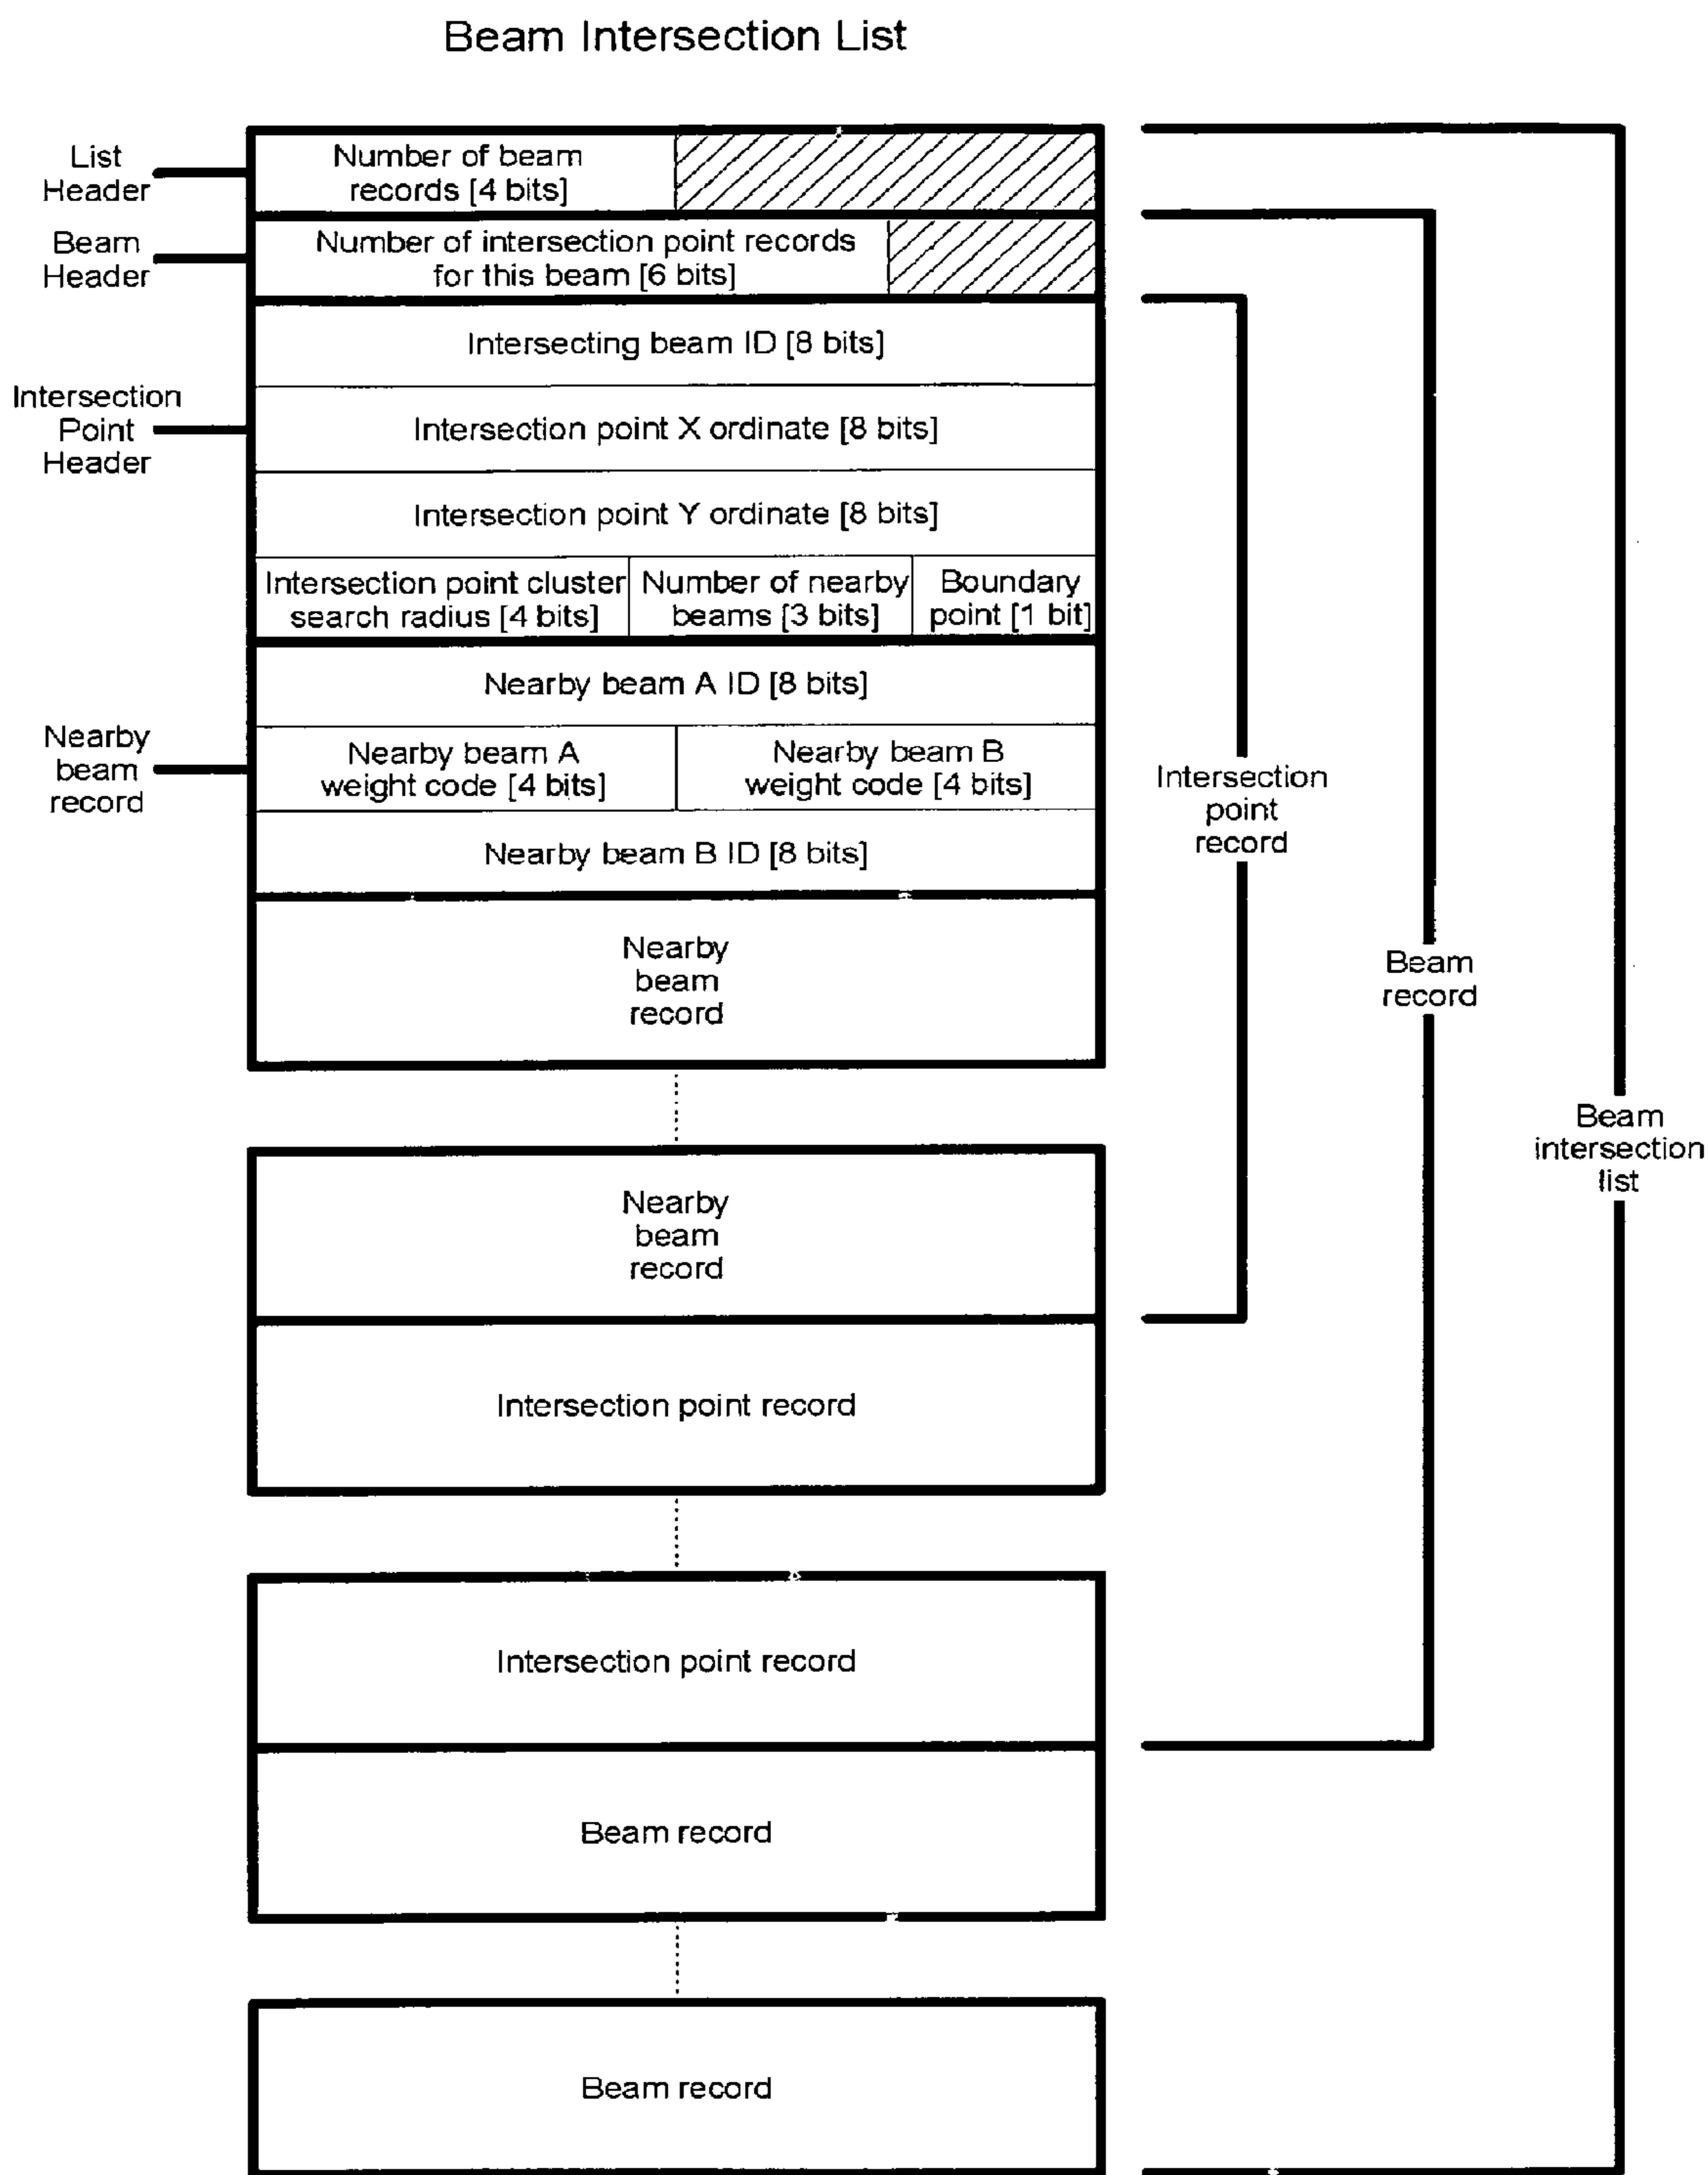 Beam Intersection List
List
Header
Number of beam
records [4 bits]
Beam
Header
Number of intersection point records
for this beam [6 bits]
Intersecting beam ID [8 bits]
Intersection
Point
Header
Intersection point X ordinate [8 bits]
Intersection point Y ordinate [8 bits]
Intersection point cluster
search radius [4 bits]
Number of nearby
beams [3 bits]
Boundary
point [1 bit]
Nearby beam A ID [8 bits]
Nearby
beam
record
Nearby beam A
weight code [4 bits]
Nearby beam B
weight code [4 bits]
Nearby beam B ID [8 bits]
Intersection
point
record
Nearby
beam
record
Beam
record
Beam
intersection
list
Nearby
beam
record
Intersection point record
Intersection point record
Beam record
Beam record